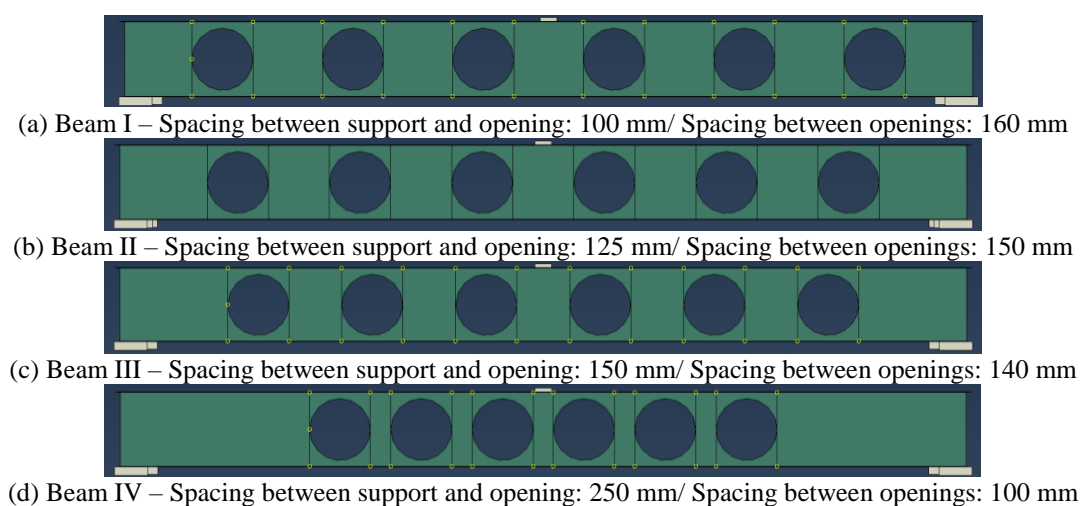 (a) Beam I – Spacing between support and opening: 100 mm/ Spacing between openings: 160 mm
(b) Beam II – Spacing between support and opening: 125 mm/ Spacing between openings: 150 mm
(c) Beam III – Spacing between support and opening: 150 mm/ Spacing between openings: 140 mm
(d) Beam IV – Spacing between support and opening: 250 mm/ Spacing between openings: 100 mm